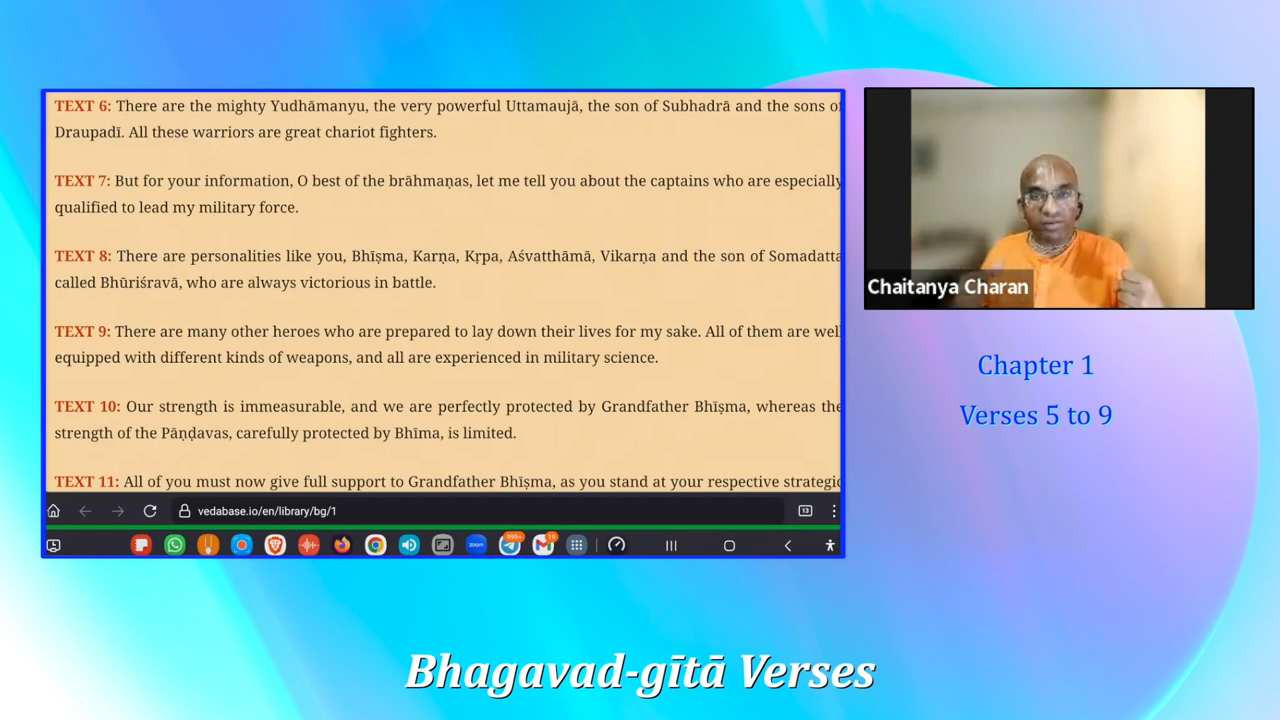 TEXT 6: There are the mighty Yudhāmanyu, the very powerful Uttamaujā, the son of Subhadrā and the sons of
Draupadī. All these warriors are great chariot fighters.
TEXT 7: But for your information, O best of the brāhmaṇas, let me tell you about the captains who are especially
qualified to lead my military force.
TEXT 8: There are personalities like you, Bhīṣma, Karṇa, Kṛpa, Aśvatthāmā, Vikarṇa and the son of Somadatta
called Bhūriśravā, who are always victorious in battle.
TEXT 9: There are many other heroes who are prepared to lay down their lives for my sake. All of them are well
equipped with different kinds of weapons, and all are experienced in military science.
TEXT 10: Our strength is immeasurable, and we are perfectly protected by Grandfather Bhīṣma, whereas the
strength of the Pāṇḍavas, carefully protected by Bhīma, is limited.
TEXT 11: All of you must now give full support to Grandfather Bhīṣma, as you stand at your respective strategic
vedabase.io/en/library/bg/1
13
zoom
999+
19
Chaitanya Charan
Chapter 1
Verses 5 to 9
Bhagavad-gītā Verses